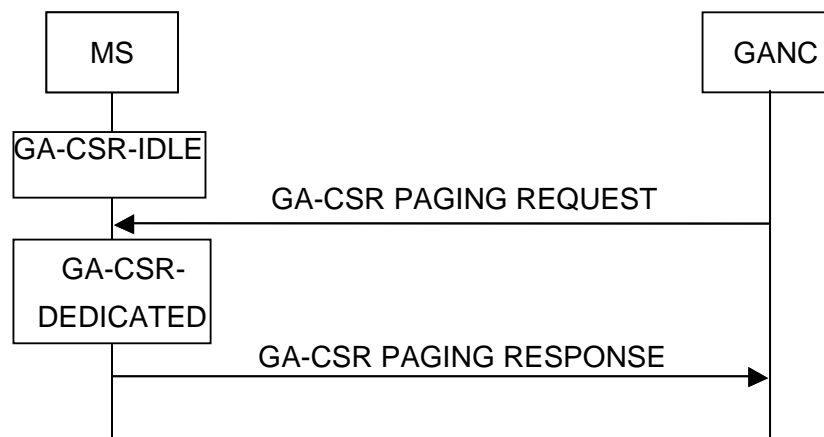 MS
GANC
GA-CSR-IDLE
GA-CSR PAGING REQUEST
GA-CSR-
DEDICATED
GA-CSR PAGING RESPONSE